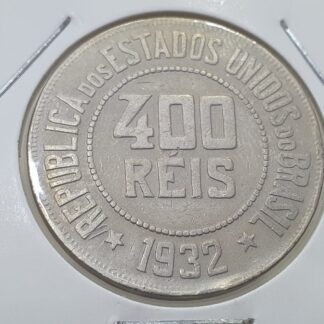 REPUBLICA DOS ESTADOS UNIDOS DO BRASIL
400
RÉIS
★ 1932 ★